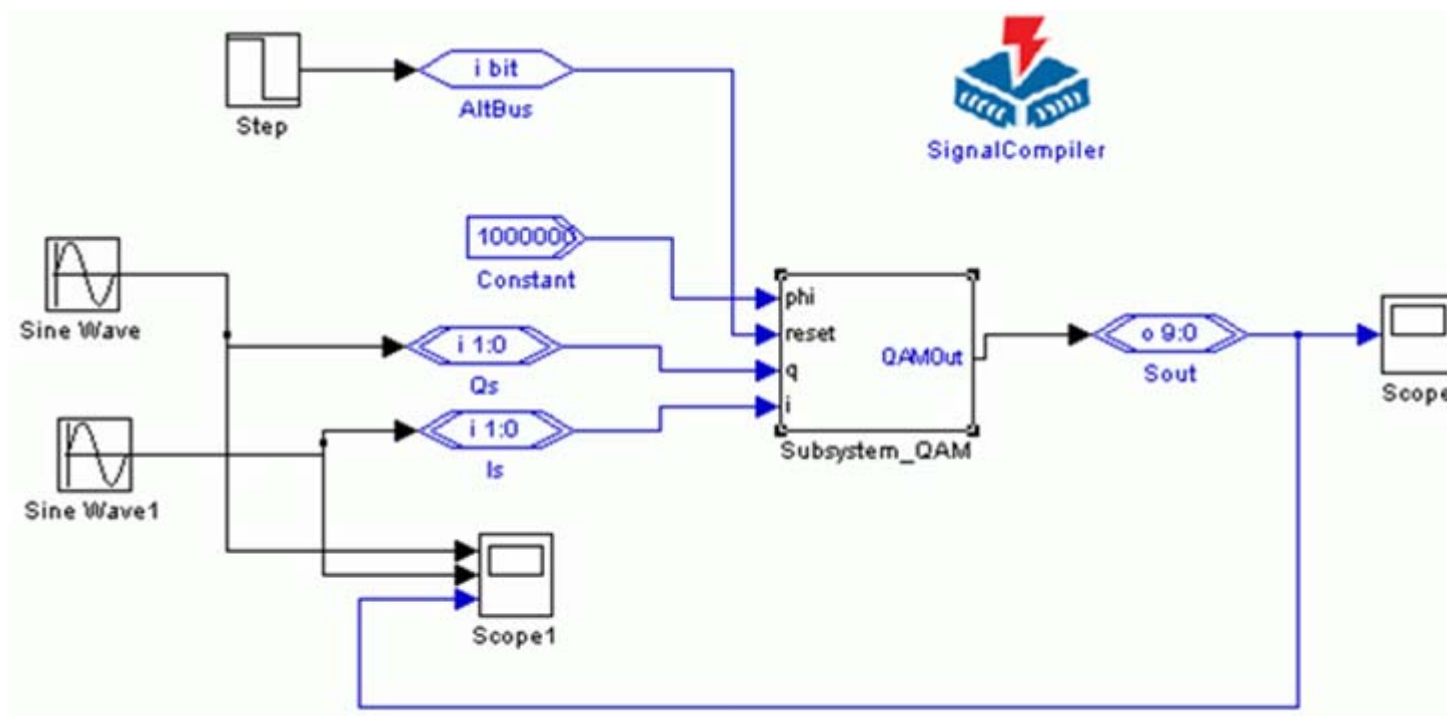 Step
i bit
AltBus
SignalCompiler
1000000
Constant
Sine Wave
i 1:0
Qs
Sine Wave1
i 1:0
Is
phi
reset
q
i
QAMOut
Subsystem_QAM
o 9:0
Sout
Scope
Scope1